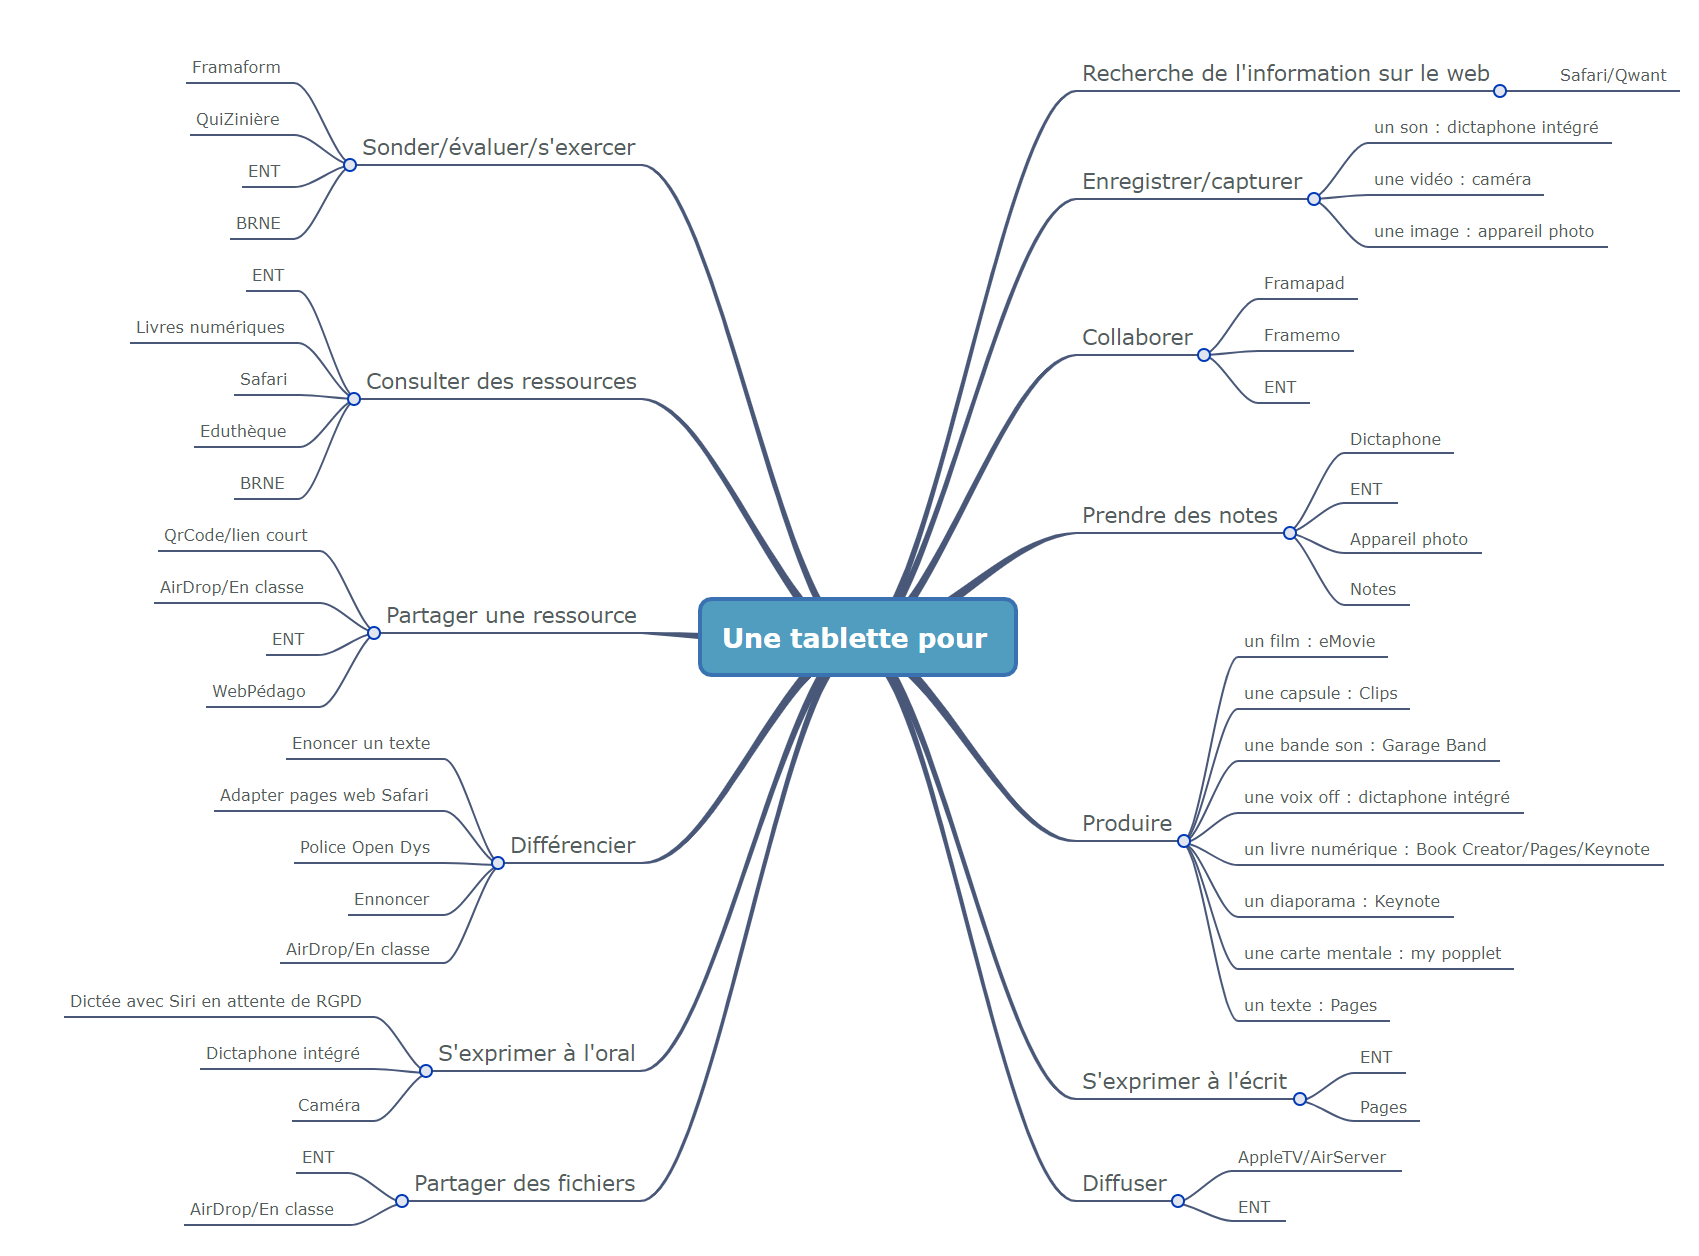 Une tablette pour
Recherche de l'information sur le web
Safari/Qwant
Enregistrer/capturer
un son : dictaphone intégré
une vidéo : caméra
une image : appareil photo
Collaborer
Framapad
Framemo
ENT
Prendre des notes
Dictaphone
ENT
Appareil photo
Notes
Produire
un film : eMovie
une capsule : Clips
une bande son : Garage Band
une voix off : dictaphone intégré
un livre numérique : Book Creator/Pages/Keynote
un diaporama : Keynote
une carte mentale : my popplet
un texte : Pages
S'exprimer à l'écrit
ENT
Pages
Diffuser
AppleTV/AirServer
ENT
Sonder/évaluer/s'exercer
Framaform
QuiZinière
ENT
BRNE
Consulter des ressources
ENT
Livres numériques
Safari
Eduthèque
BRNE
Partager une ressource
QrCode/lien court
AirDrop/En classe
ENT
WebPédago
Différencier
Enoncer un texte
Adapter pages web Safari
Police Open Dys
Ennoncer
AirDrop/En classe
S'exprimer à l'oral
Dictée avec Siri en attente de RGPD
Dictaphone intégré
Caméra
Partager des fichiers
ENT
AirDrop/En classe